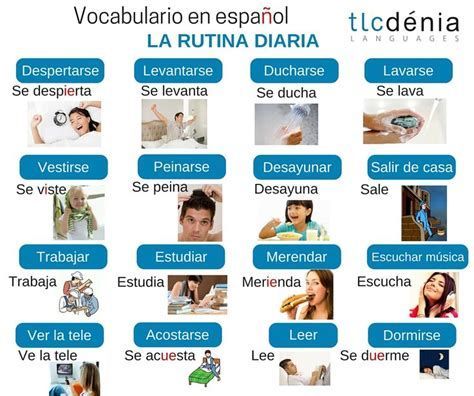 Vocabulario en español
LA RUTINA DIARIA
tlcdénia
LANGUAGES
Despertarse
Levantarse
Ducharse
Lavarse
Se despierta
Se levanta
Se ducha
Se lava
Vestirse
Peinarse
Desayunar
Salir de casa
Se viste
Se peina
Desayuna
Sale
Trabajar
Estudiar
Merendar
Escuchar música
Trabaja
Estudia
Merienda
Escucha
Ver la tele
Acostarse
Leer
Dormirse
Ve la tele
Se acuesta
Lee
Se duerme